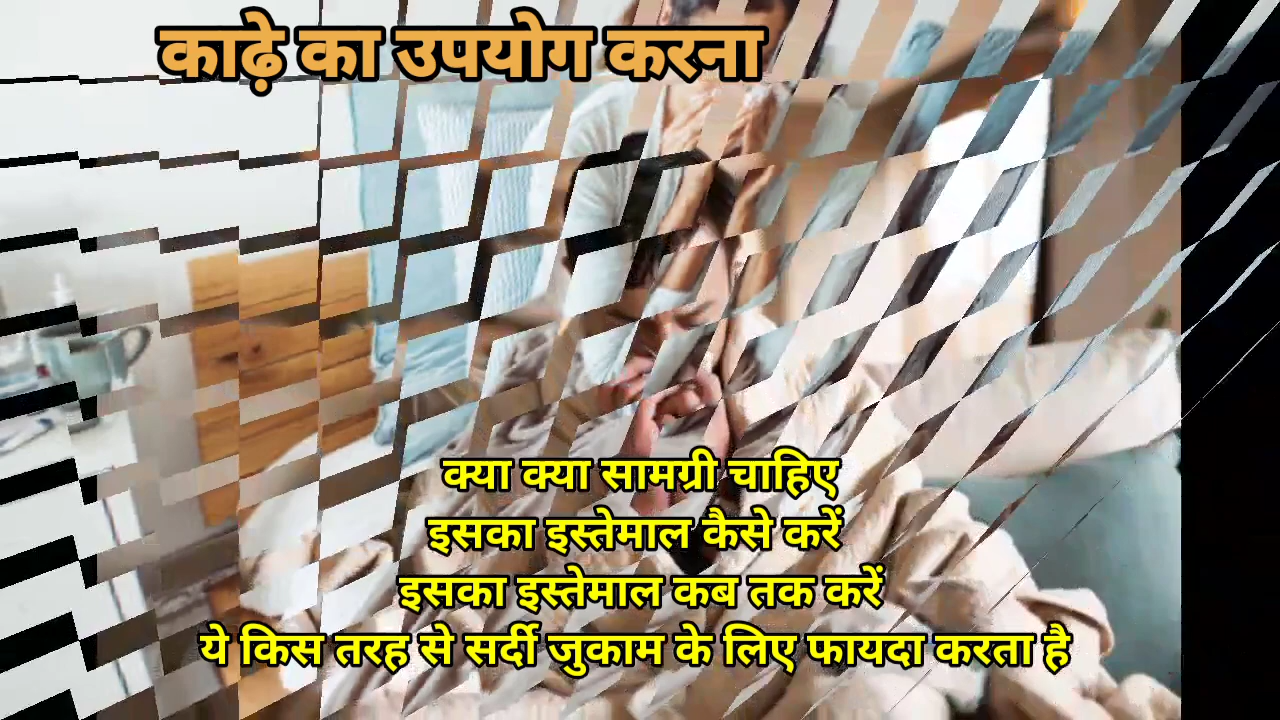 काढ़े का उपयोग करना
क्या क्या सामग्री चाहिए
इसका इस्तेमाल कैसे करें
इसका इस्तेमाल कब तक करें
ये किस तरह से सर्दी जुकाम के लिए फायदा करता है